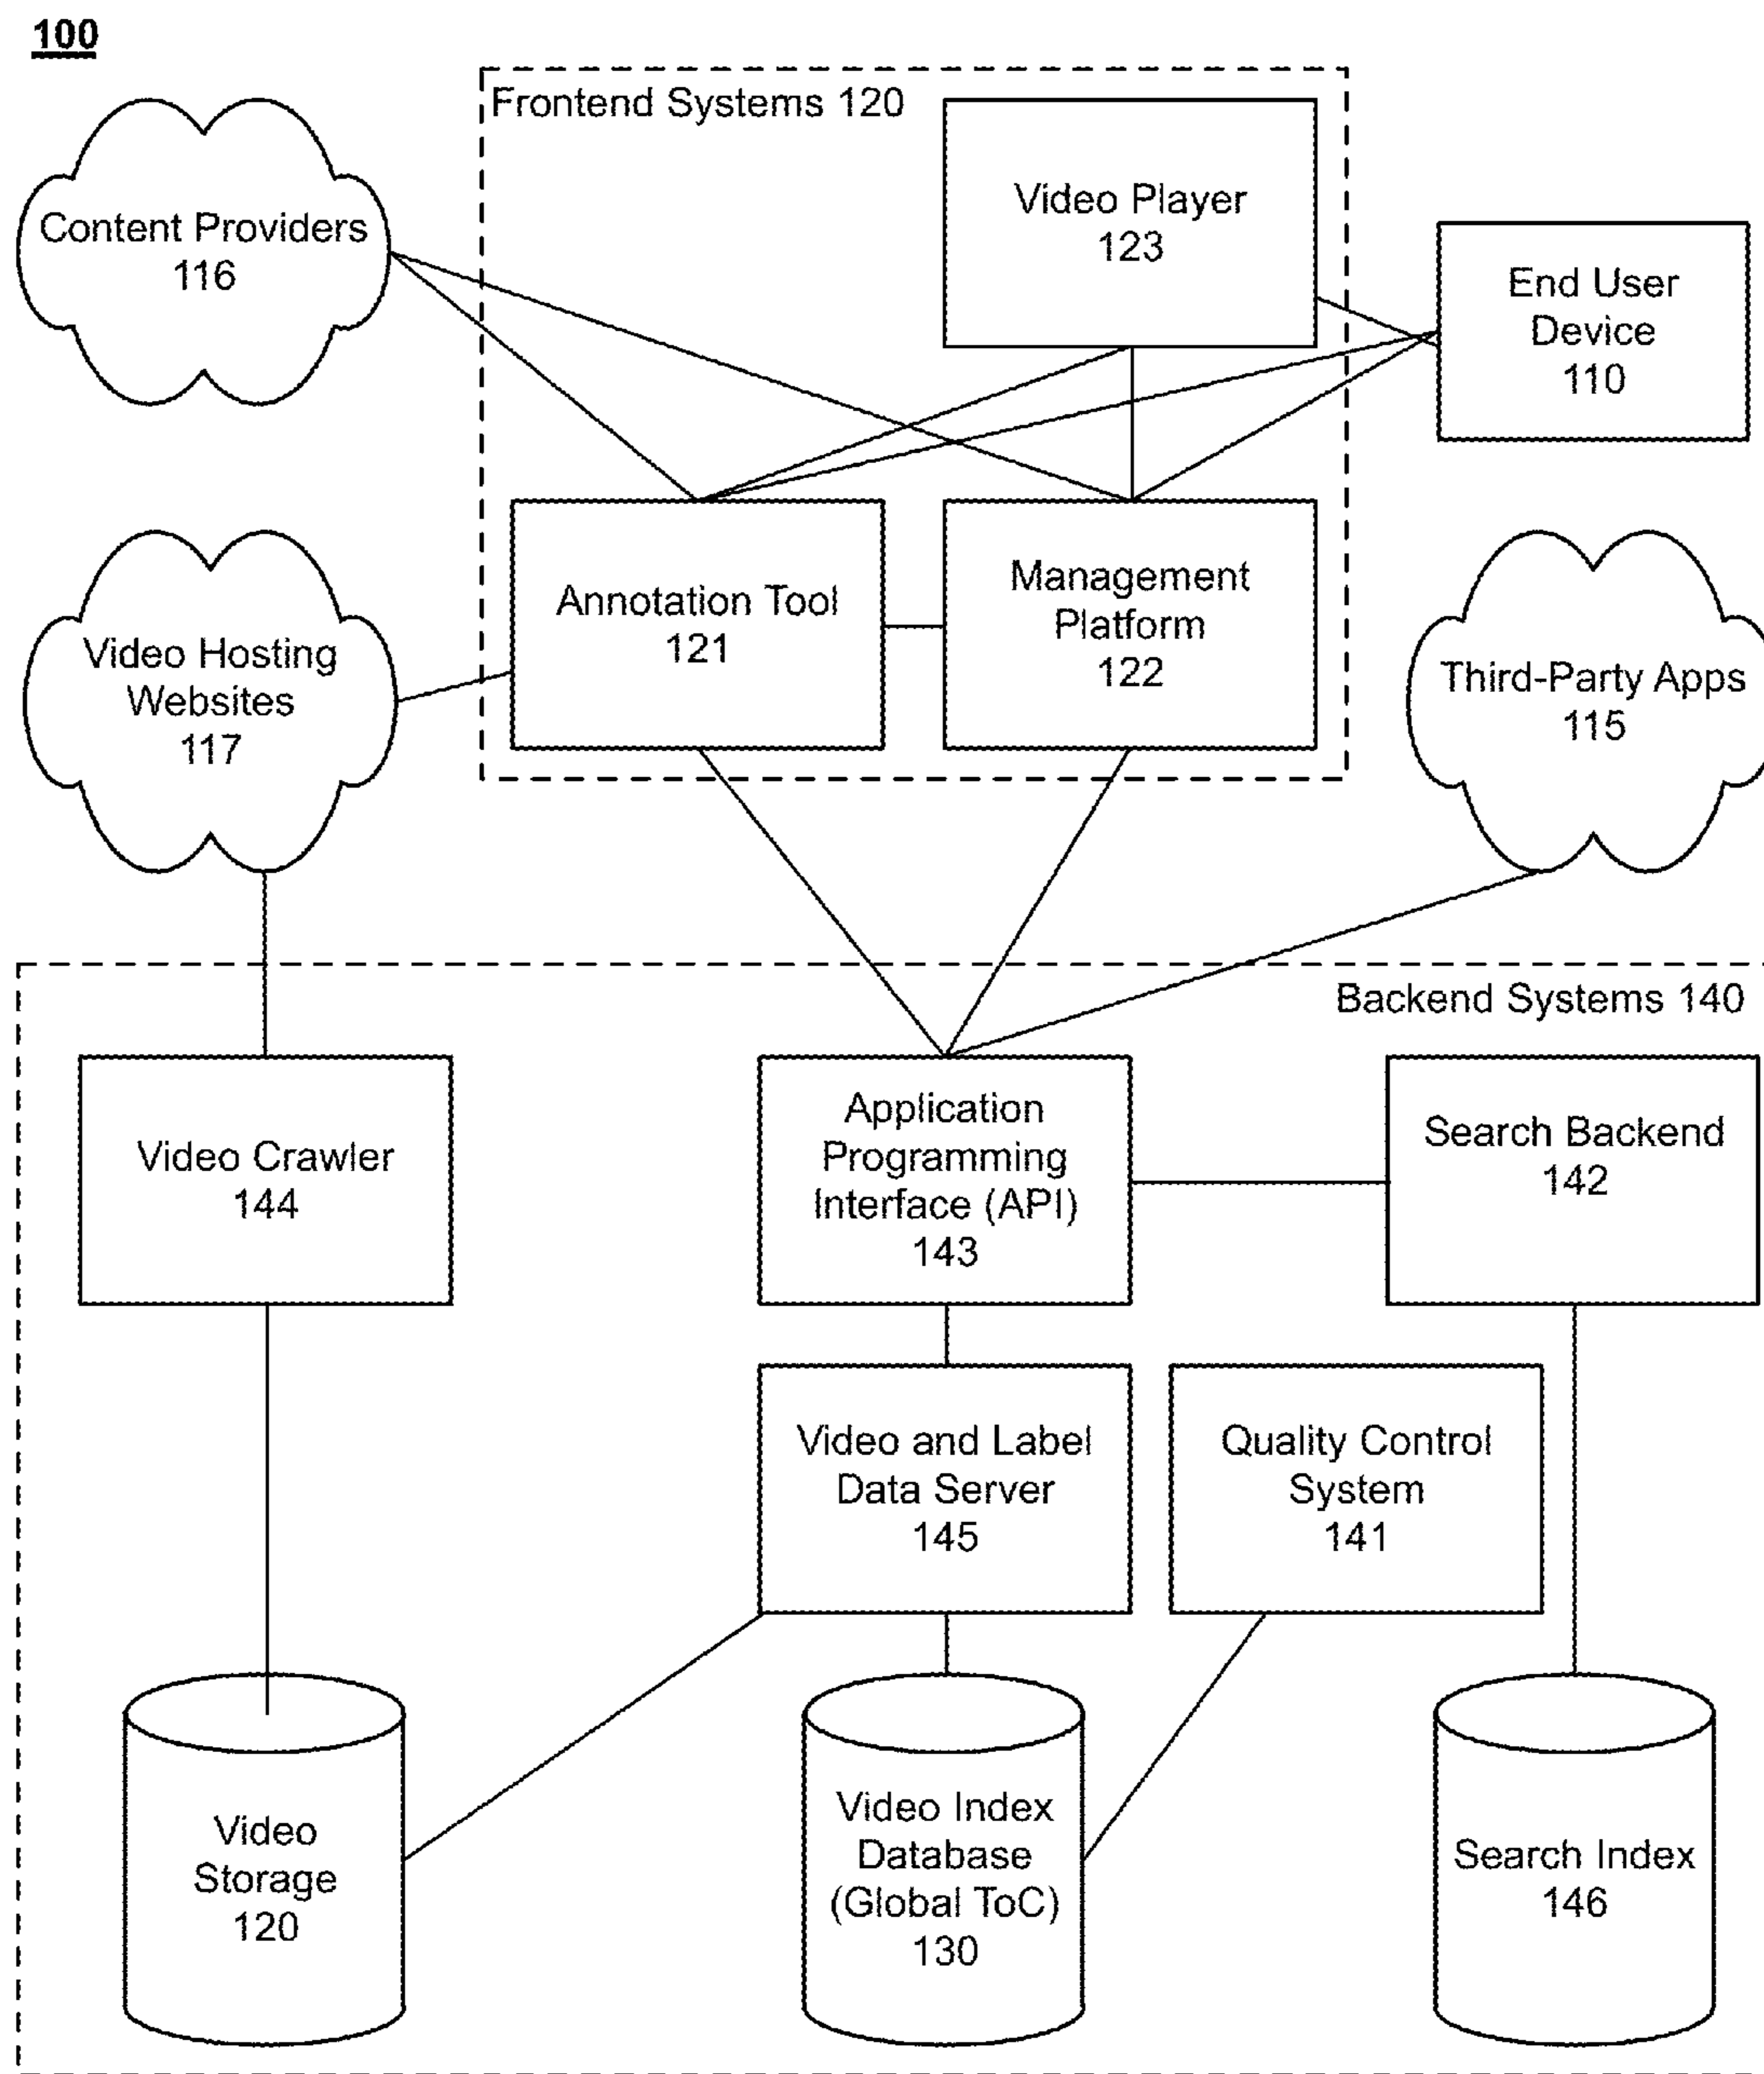 100
Frontend Systems 120
Content Providers
116
Video Player
123
End User
Device
110
Annotation Tool
121
Management
Platform
122
Video Hosting
Websites
117
Third-Party Apps
115
Backend Systems 140
Video Crawler
144
Application
Programming
Interface (API)
143
Search Backend
142
Video and Label
Data Server
145
Quality Control
System
141
Video
Storage
120
Video Index
Database
(Global ToC)
130
Search Index
146